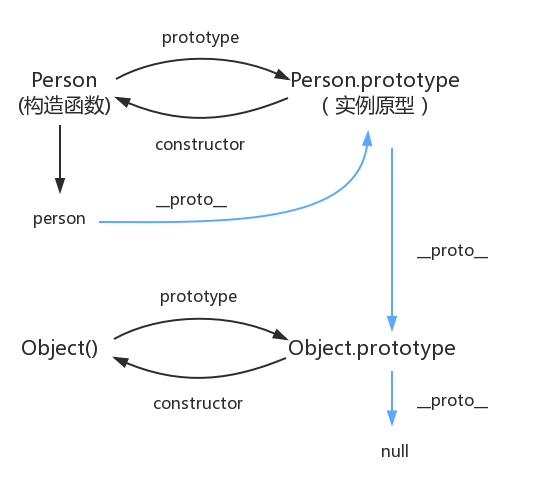 prototype
Person
(构造函数)
Person.prototype
( 实例原型 )
constructor
__proto__
person
__proto__
prototype
Object()
Object.prototype
constructor
__proto__
null